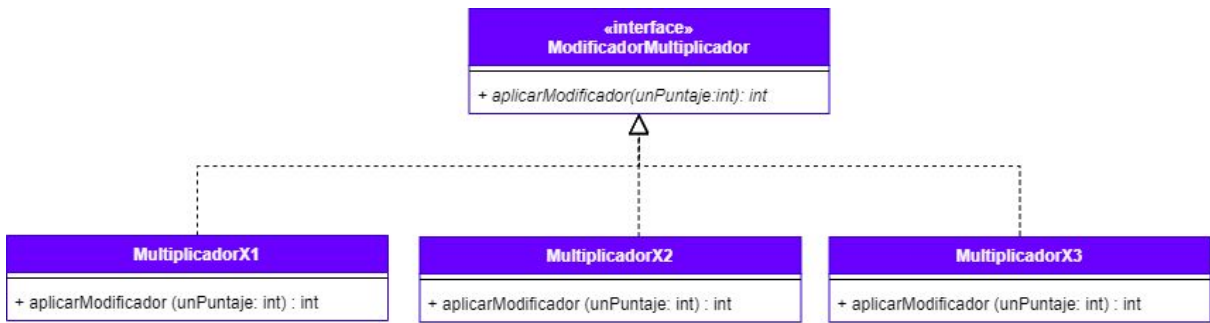 «interface»
ModificadorMultiplicador
+ aplicarModificador(unPuntaje:int): int
MultiplicadorX1
+ aplicarModificador (unPuntaje: int) : int
MultiplicadorX2
+ aplicarModificador (unPuntaje: int) : int
MultiplicadorX3
+ aplicarModificador (unPuntaje: int) : int